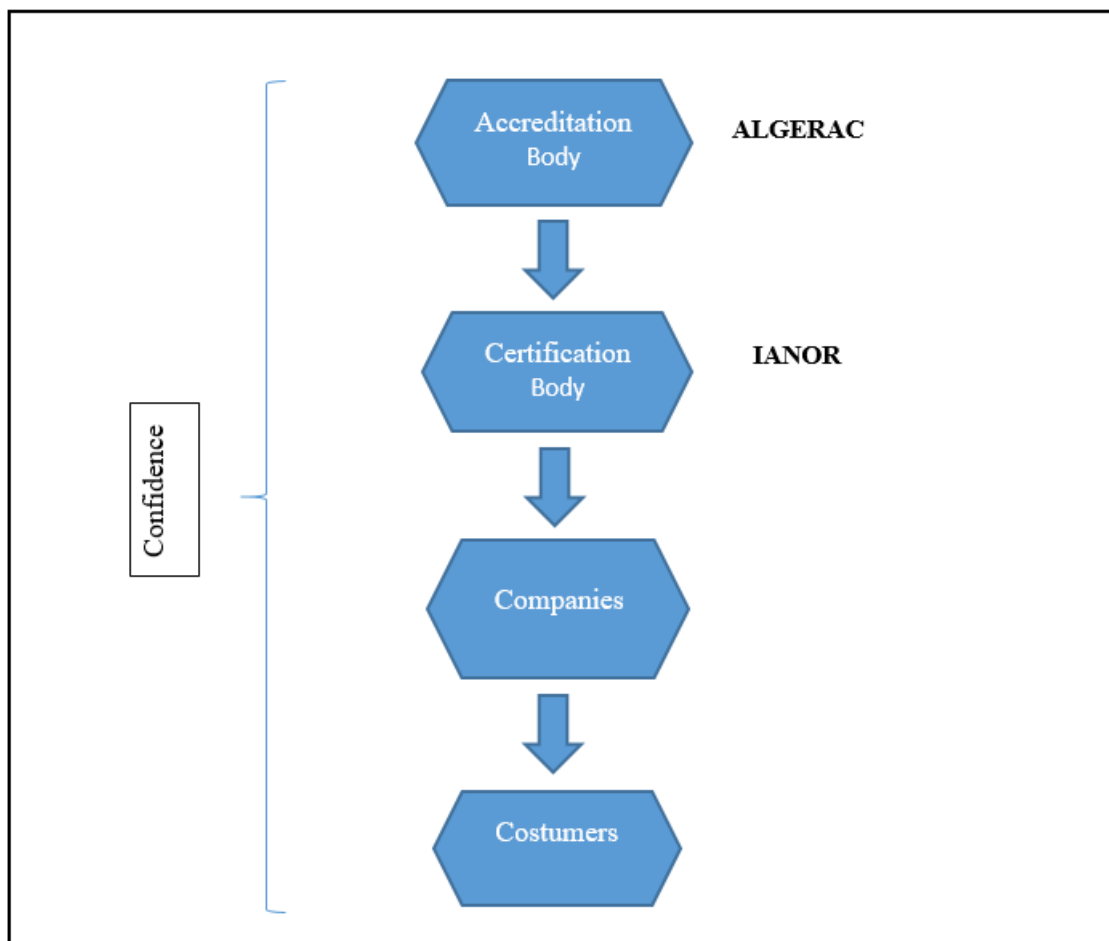 Accreditation
Body
ALGERAC
Certification
Body
IANOR
Confidence
Companies
Costumers